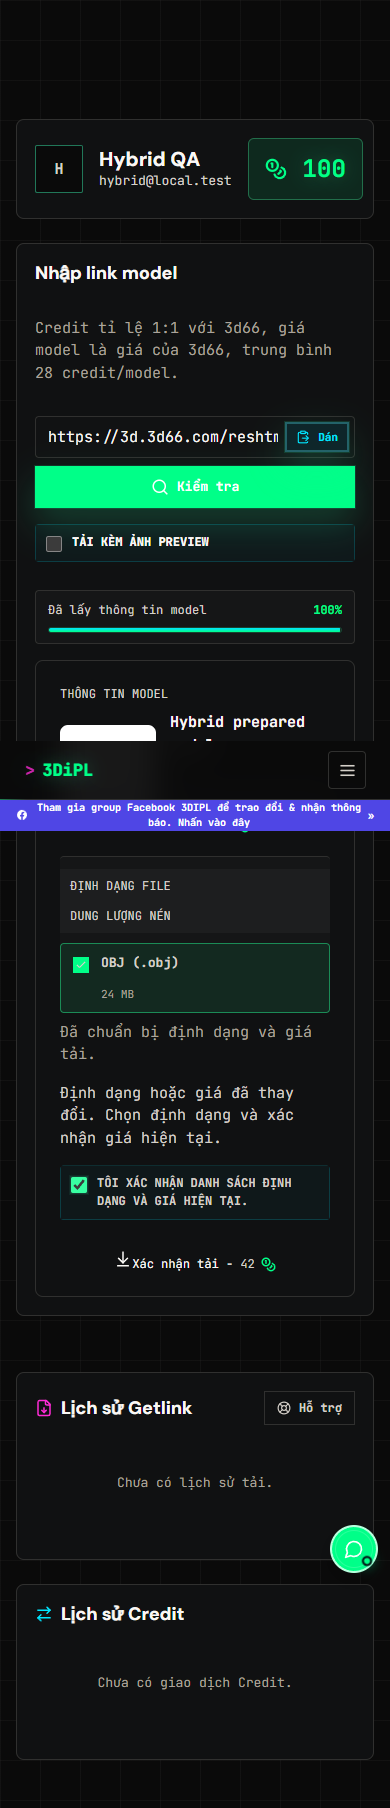 H
Hybrid QA
hybrid@local.test
100
Nhập link model
Credit tỉ lệ 1:1 với 3d66, giá
model là giá của 3d66, trung bình
28 credit/model.
https://3d.3d66.com/reshtm
Dán
Kiểm tra
TẢI KÈM ẢNH PREVIEW
Đã lấy thông tin model 100%
THÔNG TIN MODEL
Hybrid prepared
> 3DiPL
Tham gia group Facebook 3DIPL để trao đổi & nhận thông
báo. Nhấn vào đây
»
ĐỊNH DẠNG FILE
DUNG LƯỢNG NÉN
OBJ (.obj)
24 MB
Đã chuẩn bị định dạng và giá
tải.
Định dạng hoặc giá đã thay
đổi. Chọn định dạng và xác
nhận giá hiện tại.
TÔI XÁC NHẬN DANH SÁCH ĐỊNH
DẠNG VÀ GIÁ HIỆN TẠI.
Xác nhận tải - 42
Lịch sử Getlink
Hỗ trợ
Chưa có lịch sử tải.
Lịch sử Credit
Chưa có giao dịch Credit.